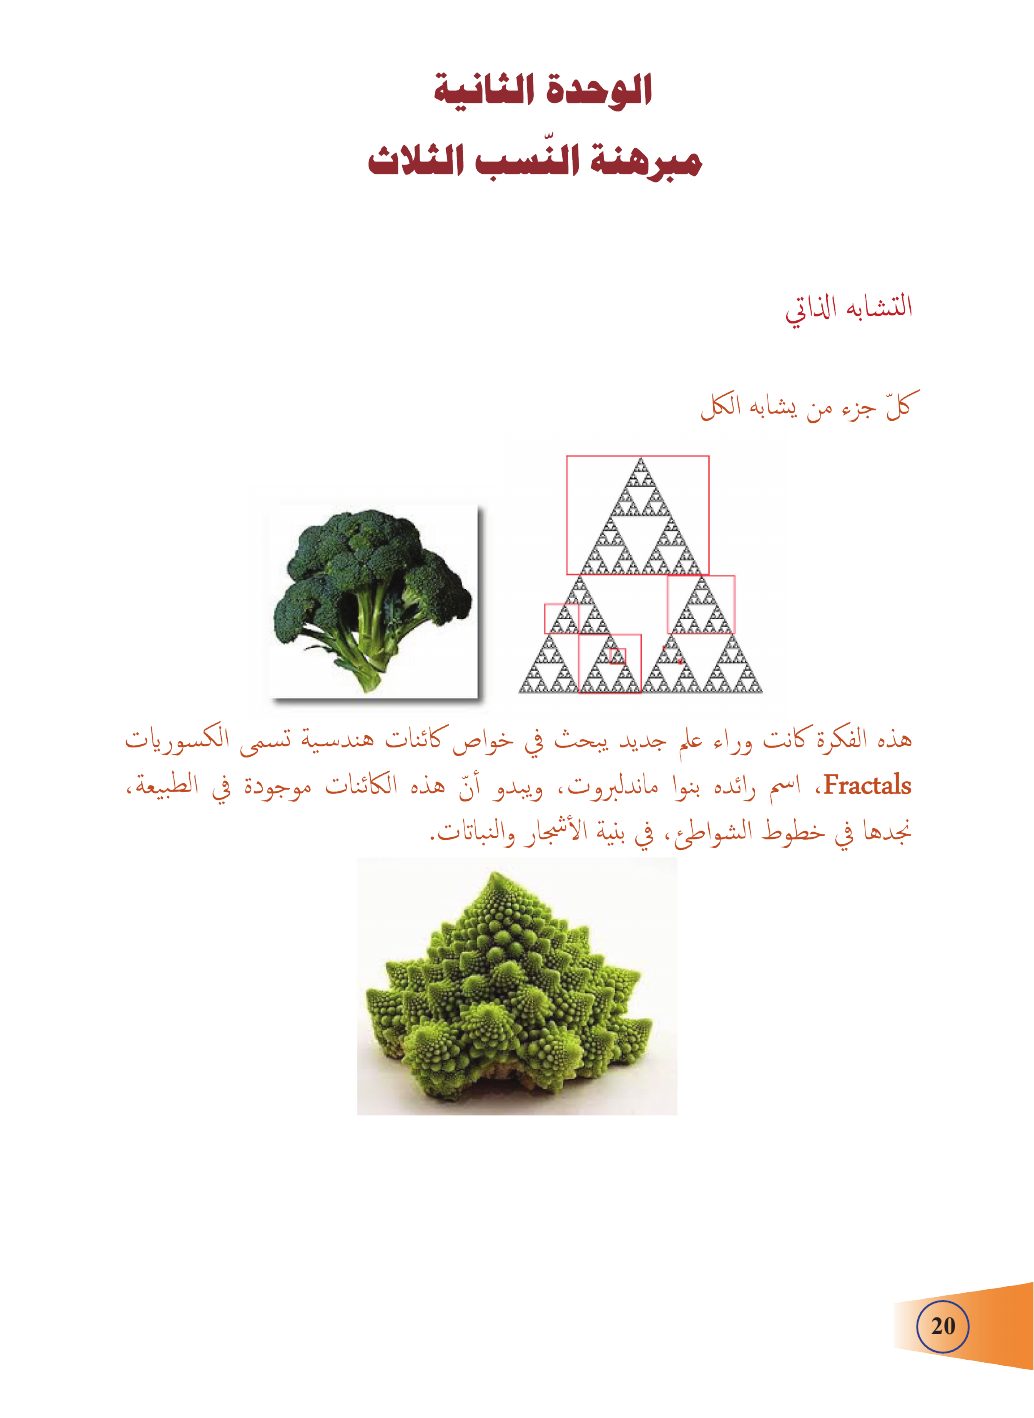 الوحدة الثانية
مبرهنة النّسب الثلاث
التشابه الذاتي
كلّ جزء من يشابه الكل
هذه الفكرة كانت وراء علم جديد يبحث في خواص كائنات هندسية تسمى الكسوريات
Fractals، اسم رائده بنوا ماندلبروت، ويبدو أنّ هذه الكائنات موجودة في الطبيعة،
نجدها في خطوط الشواطئ، في بنية الأشجار والنباتات.
20